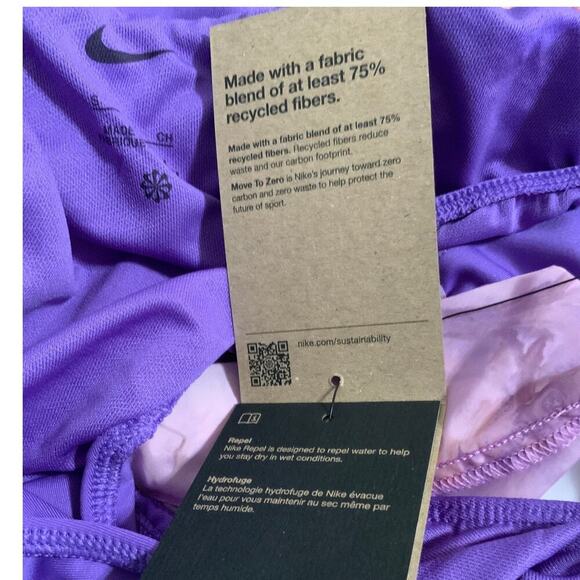 S
MADE
CH
Made with a fabric
blend of at least 75%
recycled fibers.
Made with a fabric blend of at least 75%
recycled fibers. Recycled fibers reduce
waste and our carbon footprint.
Move To Zero is Nike's journey toward zero
carbon and zero waste to help protect the
future of sport.
nike.com/sustainability
Repel
Nike Repel is designed to repel water to help
you stay dry in wet conditions.
Hydrofuge
La technologie hydrofuge de Nike évacue
l'eau pour vous maintenir au sec même par
temps humide.